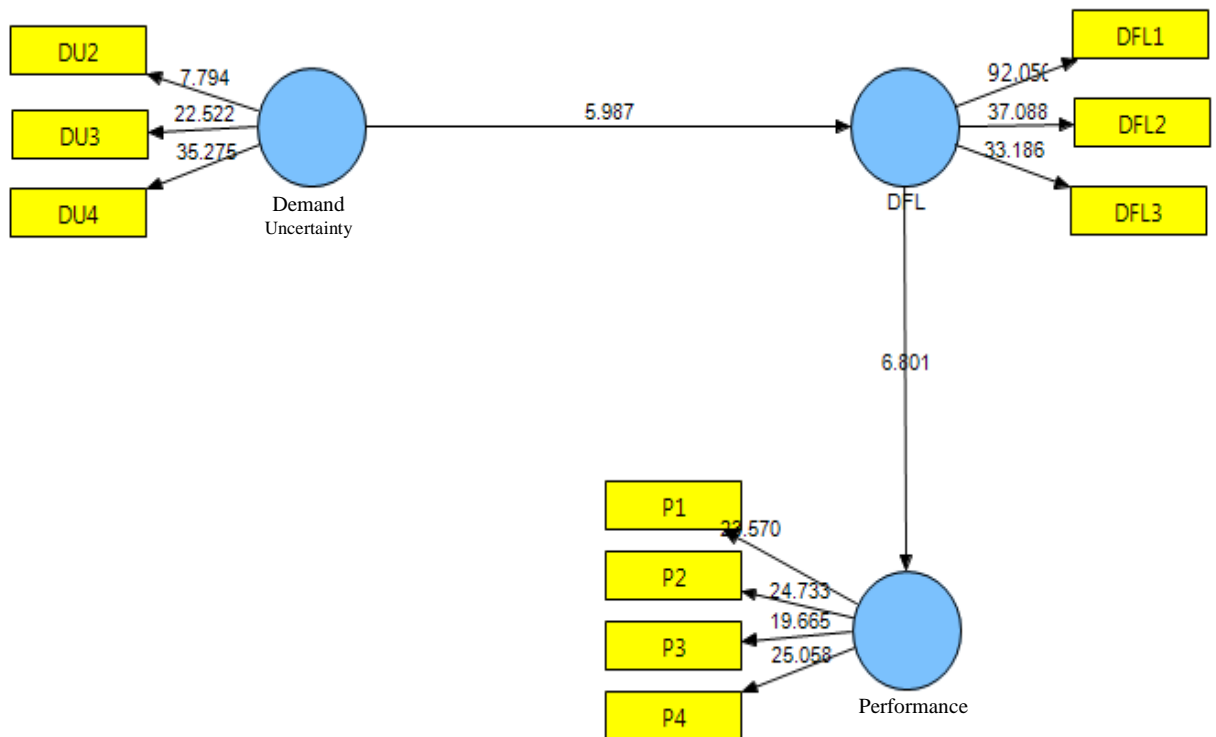 DU2
7.794
DU3
22.522
DU4
35.275
Demand
Uncertainty
5.987
DFL
DFL1
92.05
DFL2
37.088
DFL3
33.186
6.801
P1
P2
24.733
P3
19.665
P4
25.058
Performance